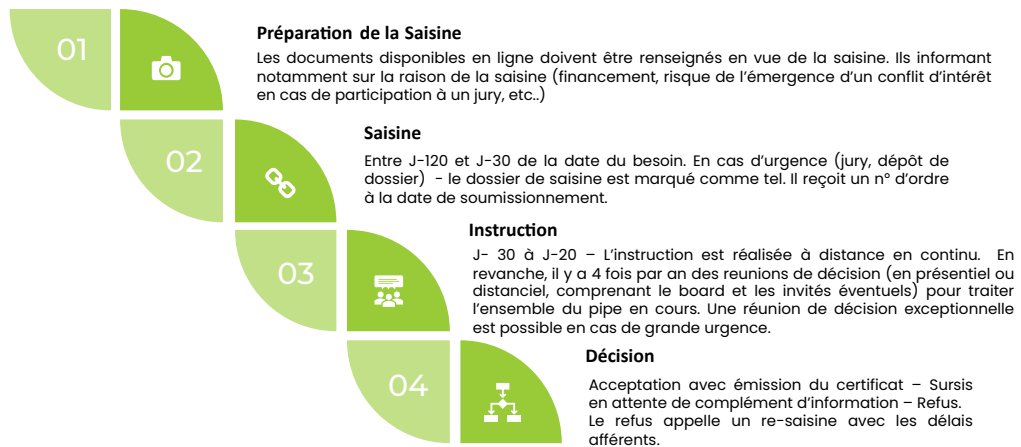 01
Préparation de la Saisine
Les documents disponibles en ligne doivent être renseignés en vue de la saisine. Ils informant
notamment sur la raison de la saisine (financement, risque de l'émergence d'un conflit d'intérêt
en cas de participation à un jury, etc..)
02
Saisine
Entre J-120 et J-30 de la date du besoin. En cas d'urgence (jury, dépôt de
dossier) - le dossier de saisine est marqué comme tel. Il reçoit un n° d'ordre
à la date de soumissionnement.
03
Instruction
J- 30 à J-20 – L'instruction est réalisée à distance en continu. En
revanche, il y a 4 fois par an des reunions de décision (en présentiel ou
distanciel, comprenant le board et les invités éventuels) pour traiter
l'ensemble du pipe en cours. Une réunion de décision exceptionnelle
est possible en cas de grande urgence.
04
Décision
Acceptation avec émission du certificat – Sursis
en attente de complément d'information – Refus.
Le refus appelle un re-saisine avec les délais
afférents.